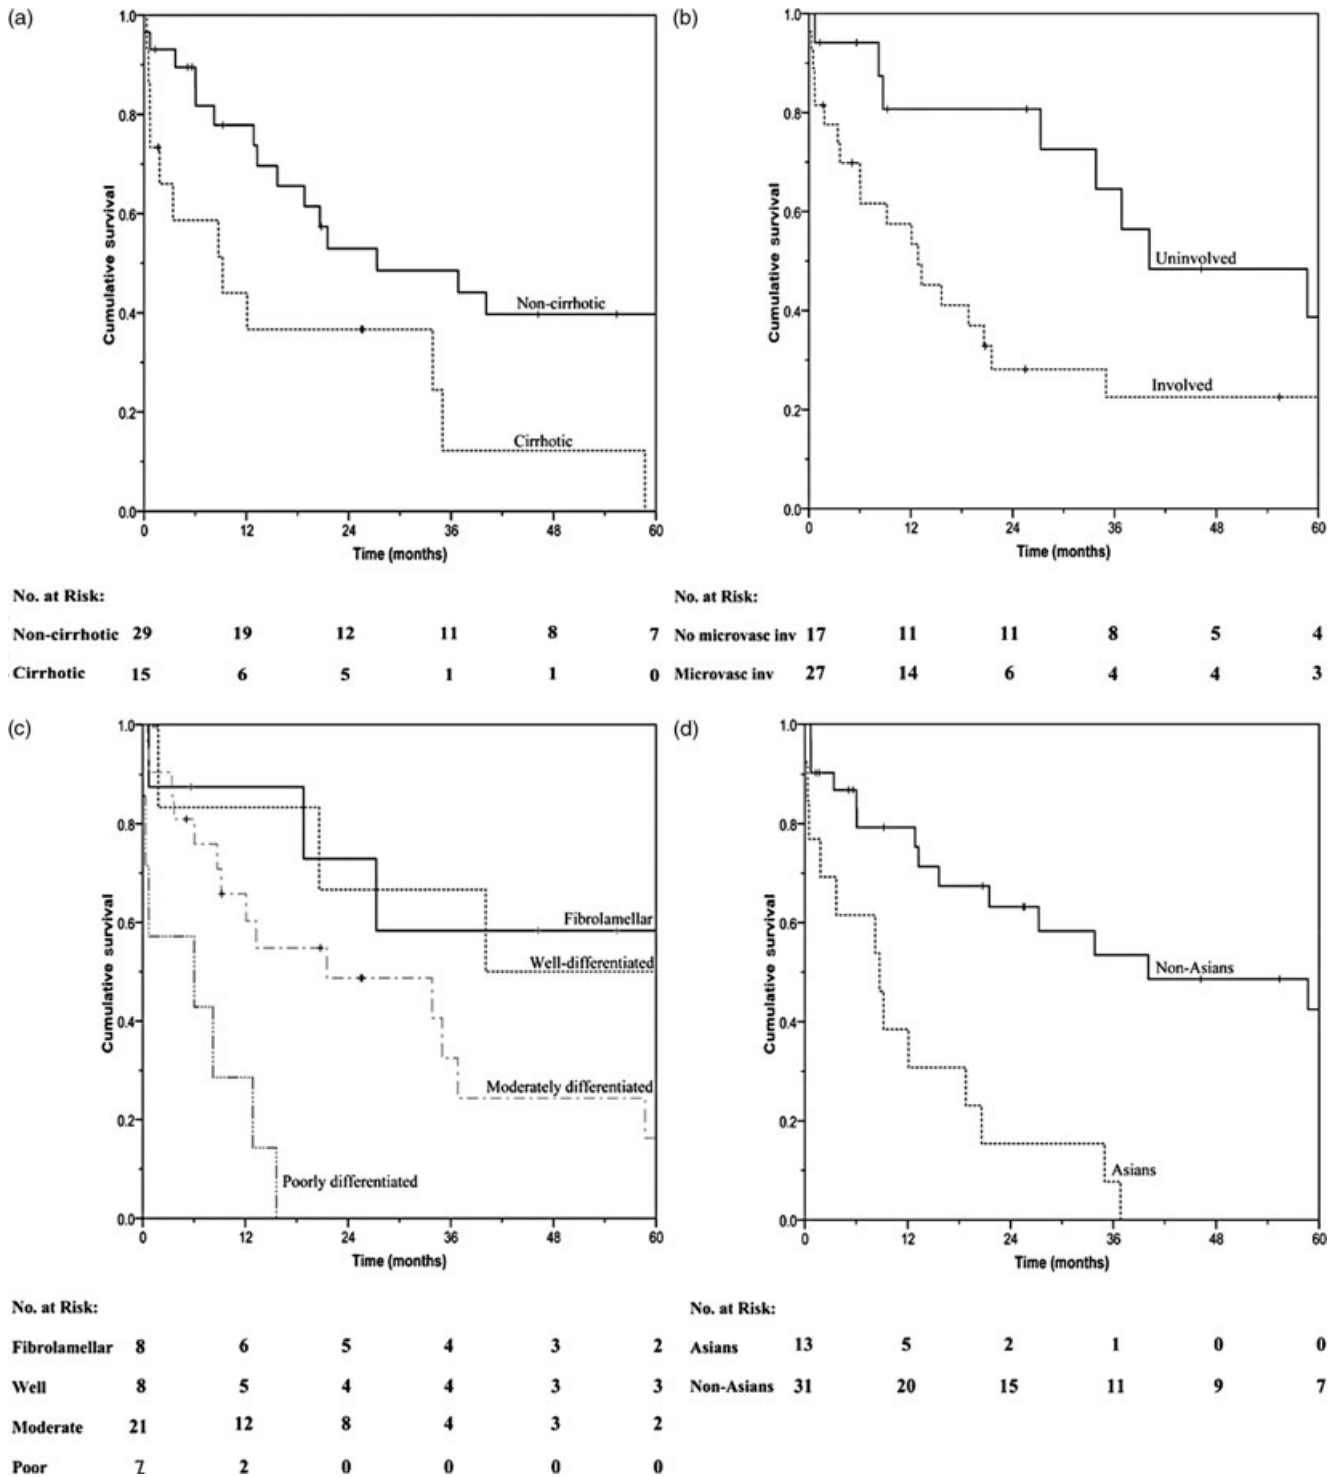 (a)
1.0
0.8
0.6
0.4
0.2
0.0
Cumulative survival
Non-cirrhotic
Cirrhotic
0 12 24 36 48 60
Time (months)
No. at Risk:
Non-cirrhotic 29 19 12 11 8 7
Cirrhotic 15 6 5 1 1 0
(b)
1.0
0.8
0.6
0.4
0.2
0.0
Cumulative survival
Uninvolved
Involved
0 12 24 36 48 60
Time (months)
No. at Risk:
No microvasc inv 17 11 11 8 5 4
Microvasc inv 27 14 6 4 4 3
(c)
1.0
0.8
0.6
0.4
0.2
0.0
Cumulative survival
Fibrolamellar
Well-differentiated
Moderately differentiated
Poorly differentiated
0 12 24 36 48 60
Time (months)
No. at Risk:
Fibrolamellar 8 6 5 4 3 2
Well 8 5 4 4 3 3
Moderate 21 12 8 4 3 2
Poor 7 2 0 0 0 0
(d)
1.0
0.8
0.6
0.4
0.2
0.0
Cumulative survival
Non-Asians
Asians
0 12 24 36 48 60
Time (months)
No. at Risk:
Asians 13 5 2 1 0 0
Non-Asians 31 20 15 11 9 7